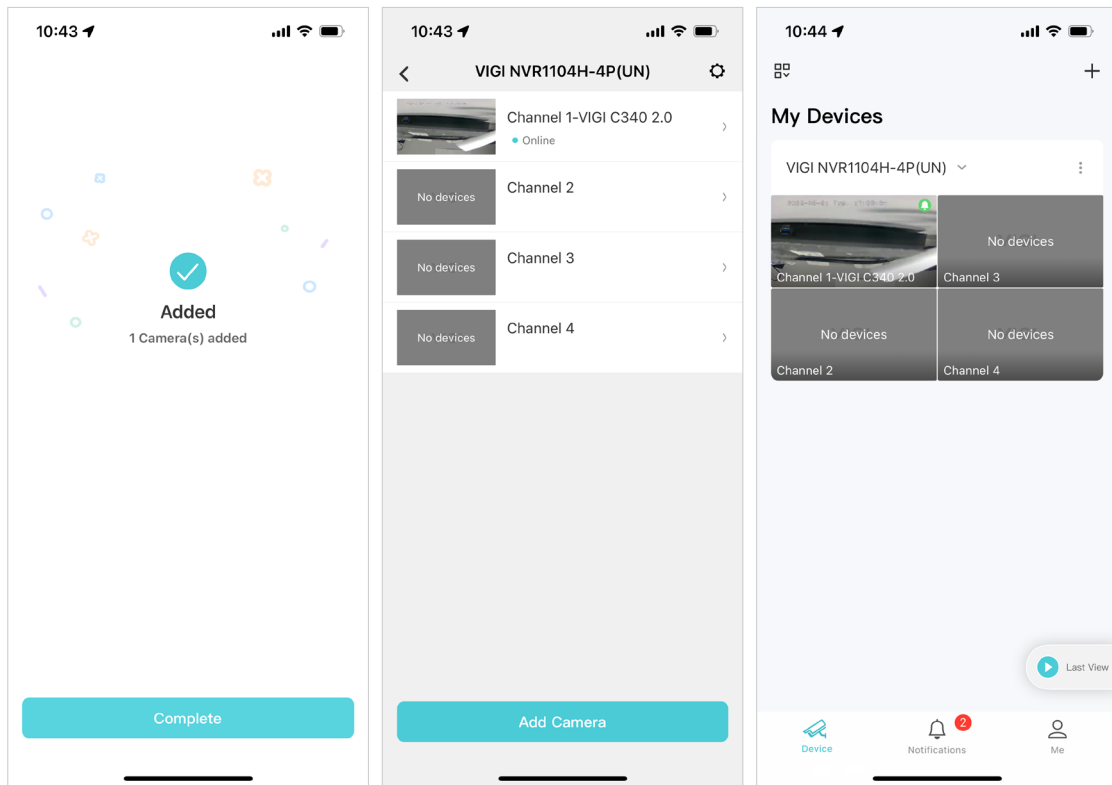 10:43
Added
1 Camera(s) added
Complete
10:43
VIGI NVR1104H-4P(UN)
Channel 1-VIGI C340 2.0
Online
No devices
Channel 2
No devices
Channel 3
No devices
Channel 4
Add Camera
10:44
My Devices
VIGI NVR1104H-4P(UN)
Channel 1-VIGI C340 2.0
No devices
Channel 3
No devices
Channel 2
No devices
Channel 4
Last View
2
Device
Notifications
Me